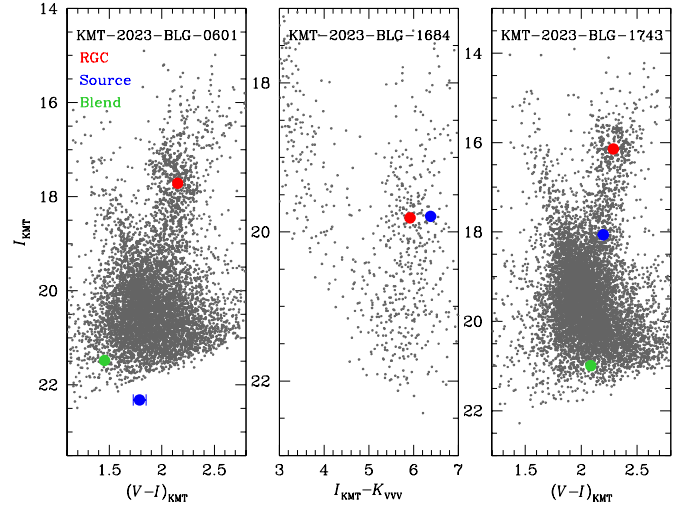 KMT-2023-BLG-0601
RGC
Source
Blend
14
16
18
20
22
I_KMT
1.5
2
2.5
(V-I)_KMT
KMT-2023-BLG-1684
18
20
22
3
4
5
6
7
I_KMT-K_VVV
KMT-2023-BLG-1743
14
16
18
20
22
1.5
2
2.5
(V-I)_KMT